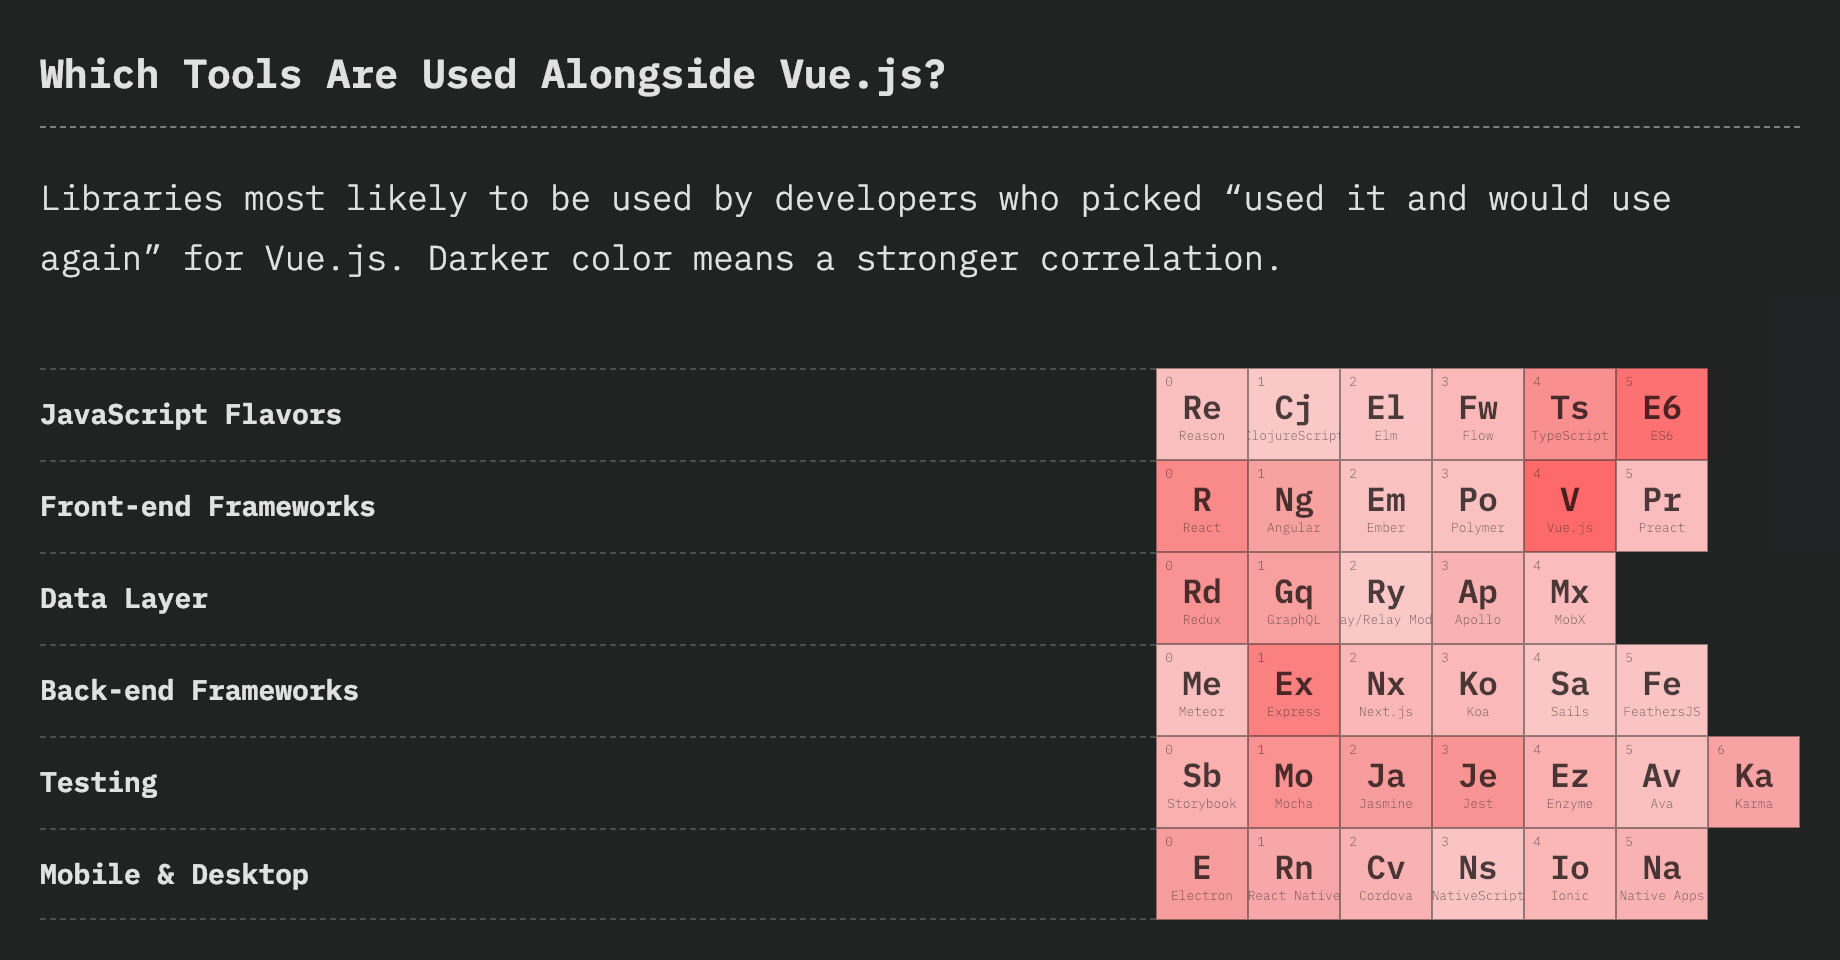 Which Tools Are Used Alongside Vue.js?
Libraries most likely to be used by developers who picked “used it and would use
again” for Vue.js. Darker color means a stronger correlation.
JavaScript Flavors
0 1 2 3 4 5
Re Cj El Fw Ts E6
Reason ClojureScript Elm Flow TypeScript ES6
Front-end Frameworks
0 1 2 3 4 5
R Ng Em Po V Pr
React Angular Ember Polymer Vue.js Preact
Data Layer
0 1 2 3 4
Rd Gq Ry Ap Mx
Redux GraphQL ay/Relay Mod Apollo MobX
Back-end Frameworks
0 1 2 3 4 5
Me Ex Nx Ko Sa Fe
Meteor Express Next.js Koa Sails FeathersJS
Testing
0 1 2 3 4 5 6
Sb Mo Ja Je Ez Av Ka
Storybook Mocha Jasmine Jest Enzyme Ava Karma
Mobile & Desktop
0 1 2 3 4 5
E Rn Cv Ns Io Na
Electron React Native Cordova NativeScript Ionic Native Apps